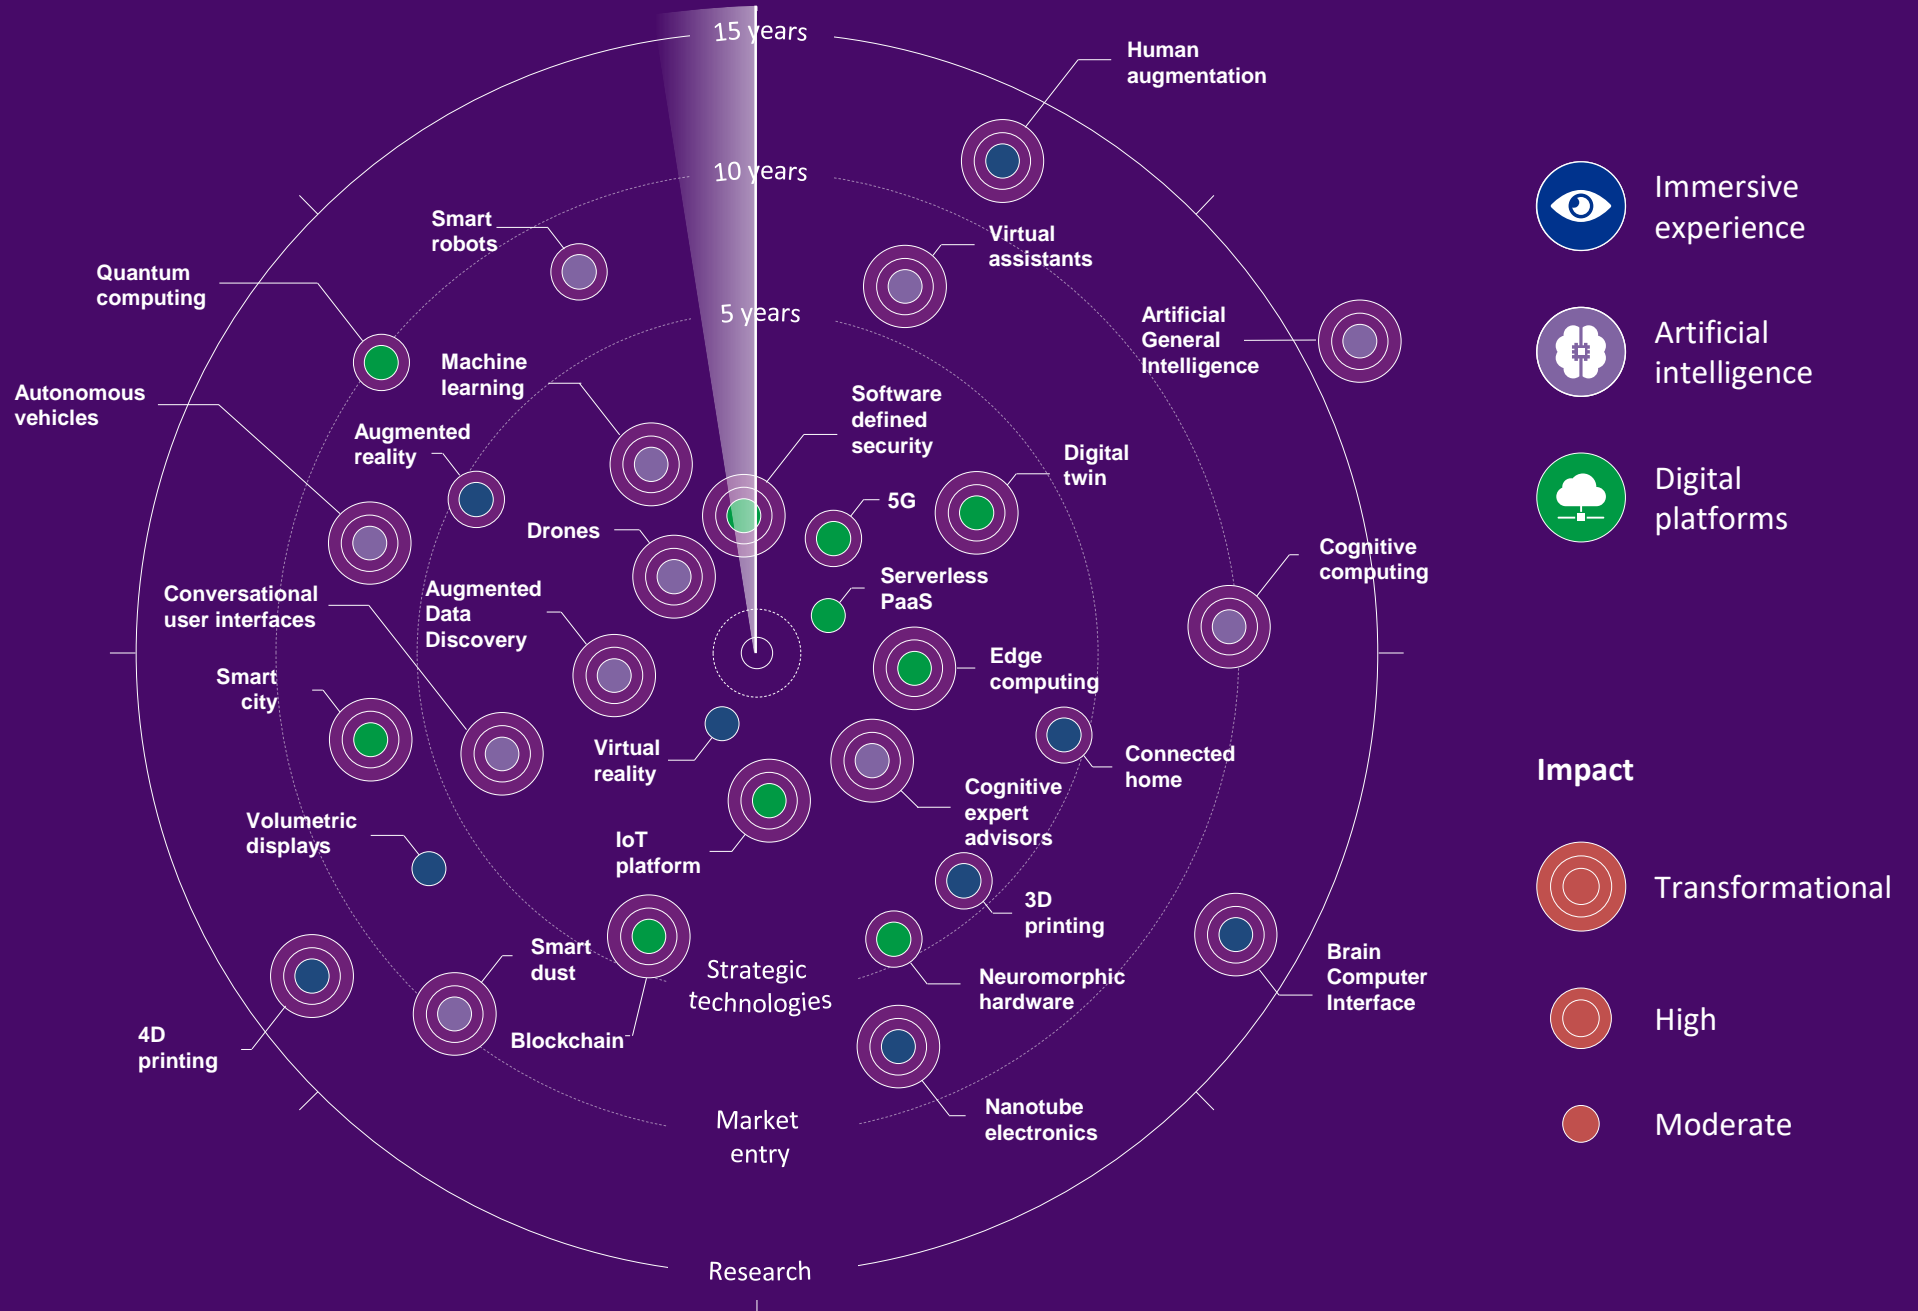 15 years
10 years
5 years
Human
augmentation
Smart
robots
Virtual
assistants
Quantum
computing
Artificial
General
Intelligence
Machine
learning
Autonomous
vehicles
Software
defined
security
Augmented
reality
Digital
twin
5G
Drones
Cognitive
computing
Serverless
PaaS
Augmented
Data
Discovery
Conversational
user interfaces
Edge
computing
Smart
city
Virtual
reality
Connected
home
Cognitive
expert
advisors
Volumetric
displays
IoT
platform
3D
printing
Smart
dust
Strategic
technologies
Neuromorphic
hardware
Brain
Computer
Interface
4D
printing
Blockchain
Nanotube
electronics
Market
entry
Research
Immersive
experience
Artificial
intelligence
Digital
platforms
Impact
Transformational
High
Moderate